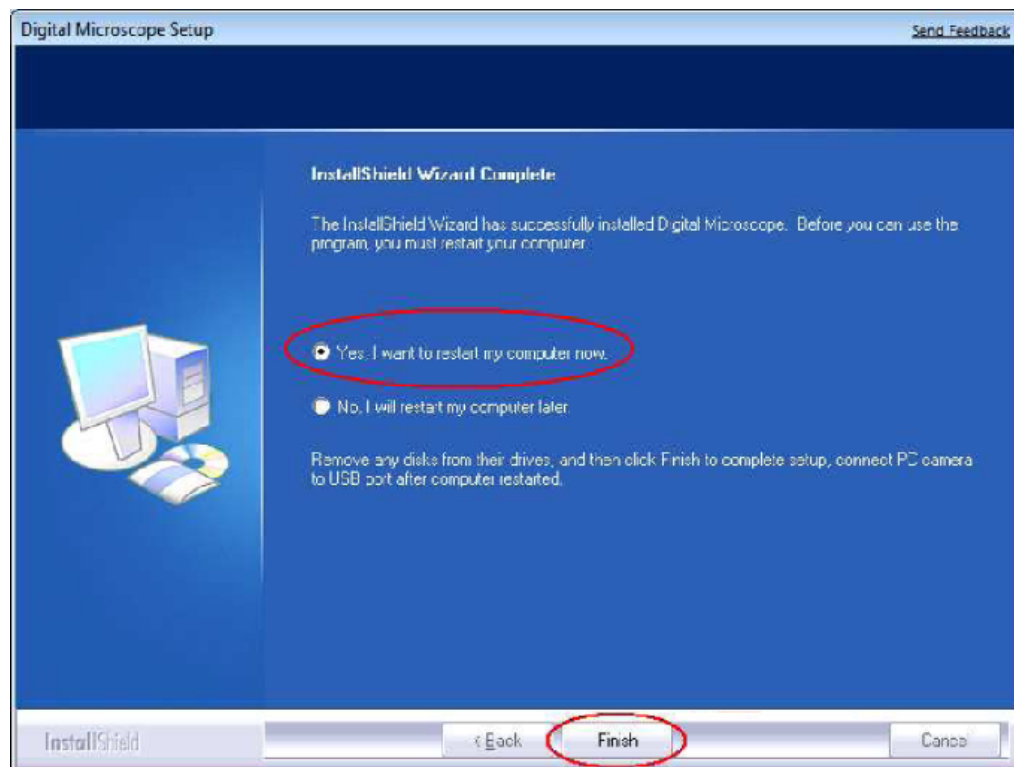 Digital Microscope Setup
Send Feedback
InstallShield Wizard Complete
The InstallShield Wizard has successfully installed Digital Microscope. Before you can use the
program, you must restart your computer.
Yes, I want to restart my computer now.
No, I will restart my computer later.
Remove any disks from their drives, and then click Finish to complete setup, connect PC camera
to USB port after computer restarted.
InstallShield
< Back
Finish
Cancel